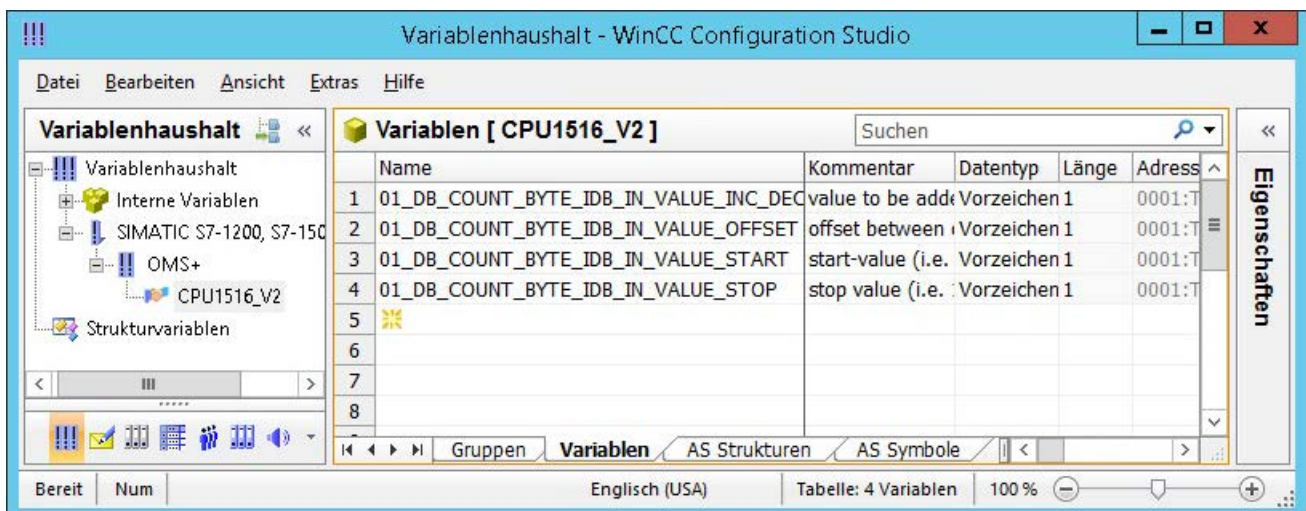 Variablenhaushalt - WinCC Configuration Studio
Datei Bearbeiten Ansicht Extras Hilfe
Variablenhaushalt «
Variablenhaushalt
Interne Variablen
SIMATIC S7-1200, S7-150
OMS+
CPU1516_V2
Strukturvariablen
Variablen [ CPU1516_V2 ] Suchen
Name Kommentar Datentyp Länge Adress
1 01_DB_COUNT_BYTE_IDB_IN_VALUE_INC_DEC value to be adde Vorzeichen 1 0001:T
2 01_DB_COUNT_BYTE_IDB_IN_VALUE_OFFSET offset between Vorzeichen 1 0001:T
3 01_DB_COUNT_BYTE_IDB_IN_VALUE_START start-value (i.e. Vorzeichen 1 0001:T
4 01_DB_COUNT_BYTE_IDB_IN_VALUE_STOP stop value (i.e. Vorzeichen 1 0001:T
5
6
7
8
Gruppen Variablen AS Strukturen AS Symbole
«
Eigenschaften
Bereit Num Englisch (USA) Tabelle: 4 Variablen 100 %